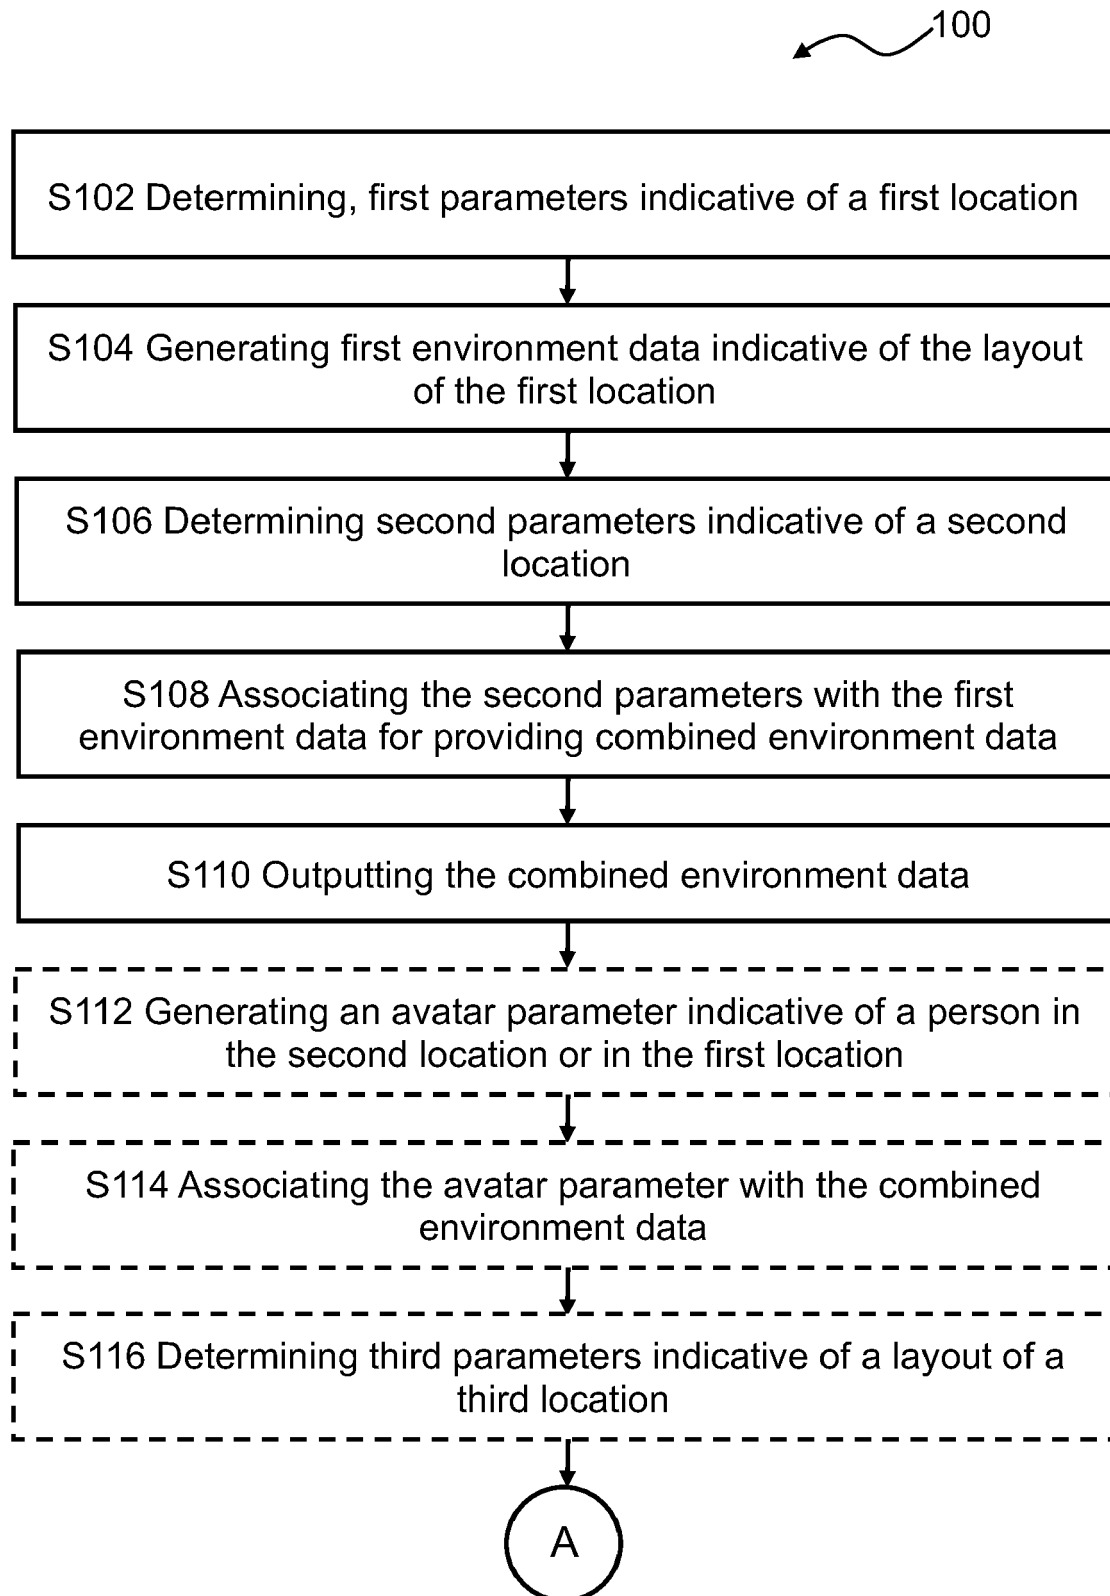 100
S102 Determining, first parameters indicative of a first location
S104 Generating first environment data indicative of the layout
of the first location
S106 Determining second parameters indicative of a second
location
S108 Associating the second parameters with the first
environment data for providing combined environment data
S110 Outputting the combined environment data
S112 Generating an avatar parameter indicative of a person in
the second location or in the first location
S114 Associating the avatar parameter with the combined
environment data
S116 Determining third parameters indicative of a layout of a
third location
A